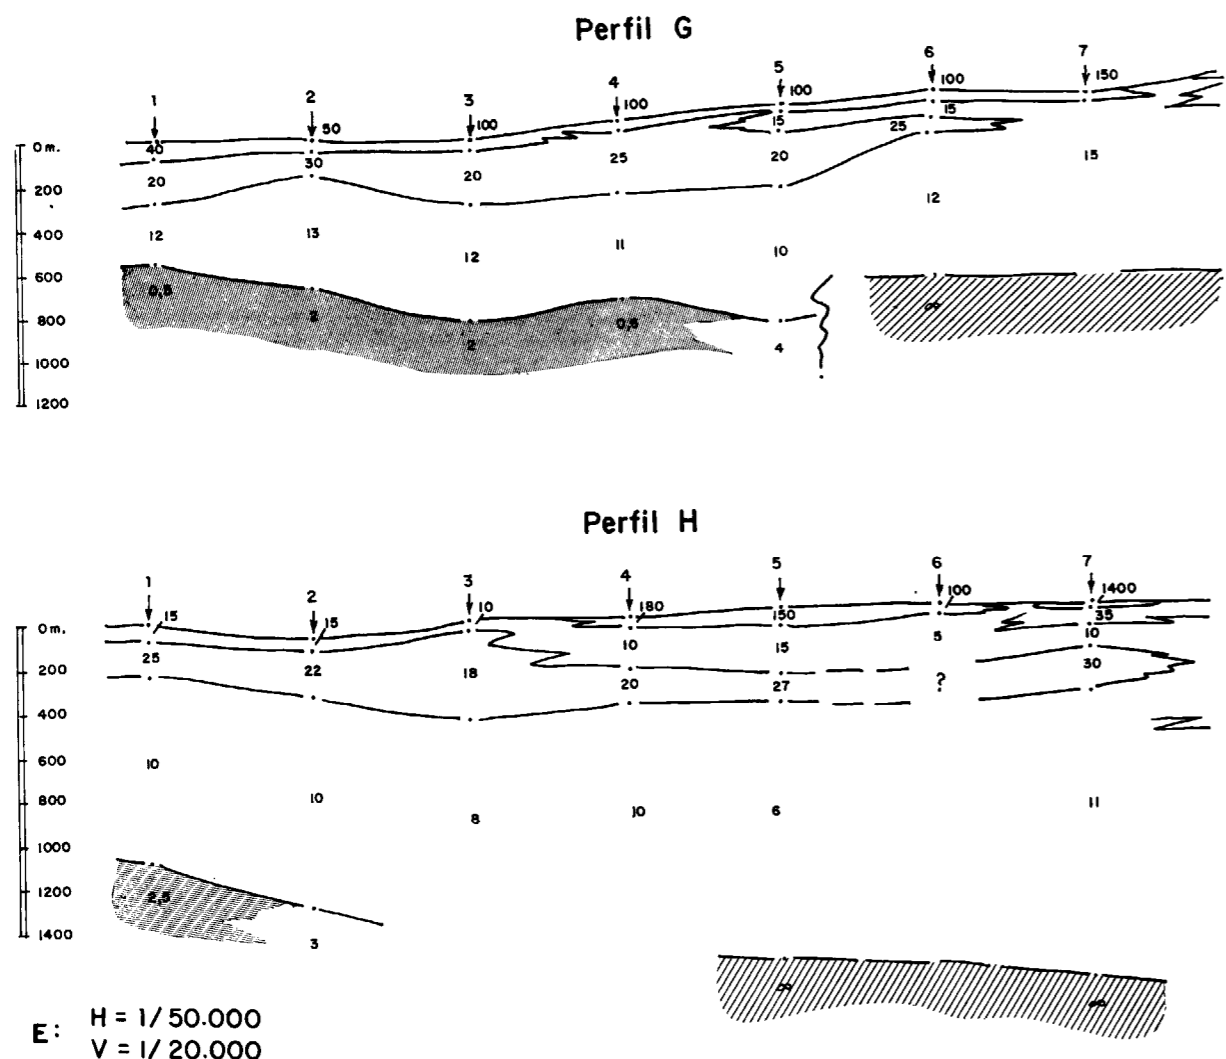 Perfil G
1 2 3 4 5 6 7
50 100 100 100 100 150
0 m. 40 30 20 25 15 20 15 25 15
200 20
400 12 13 12 11 10 12
600 0,5 2 2 0,5 4 ∞
800
1000
1200
Perfil H
1 2 3 4 5 6 7
15 15 10 180 150 100 1400
0 m. 25 22 18 10 15 5 35 10
200 20 27 ? 30
400
600 10
800 10 8 10 6 11
1000
1200 2,5
1400 3
∞ ∞
E: H = 1/50.000
V = 1/20.000